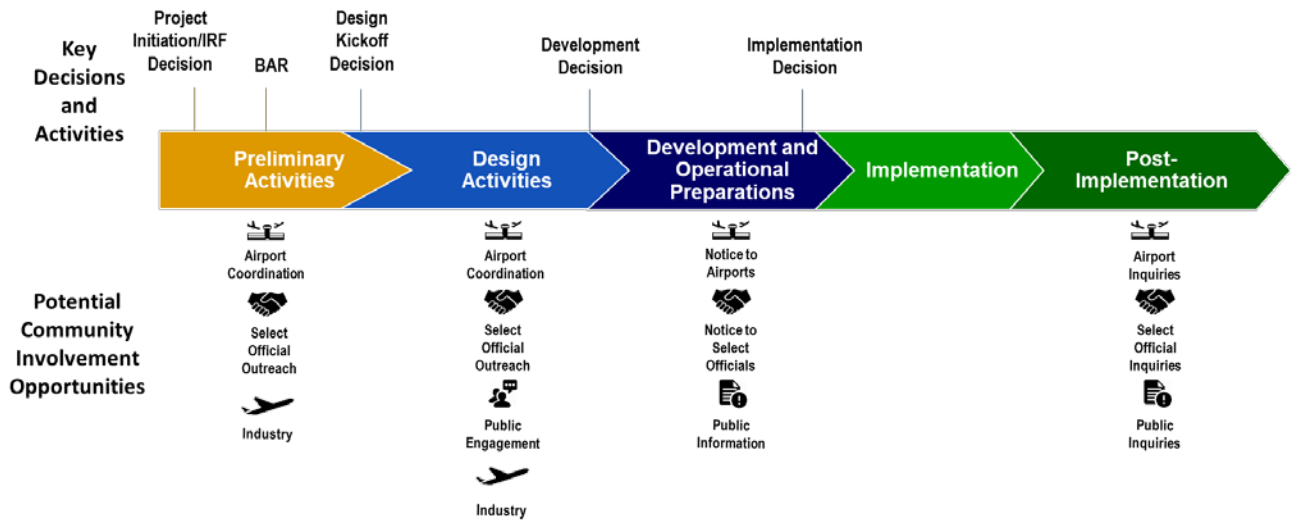 Key
Decisions
and
Activities
Project
Initiation/IRF
Decision
BAR
Design
Kickoff
Decision
Development
Decision
Implementation
Decision
Preliminary
Activities
Design
Activities
Development and
Operational
Preparations
Implementation
Post-
Implementation
Potential
Community
Involvement
Opportunities
Airport
Coordination
Select
Official
Outreach
Industry
Airport
Coordination
Select
Official
Outreach
Public
Engagement
Industry
Notice to
Airports
Notice to
Select
Officials
Public
Information
Airport
Inquiries
Select
Official
Inquiries
Public
Inquiries